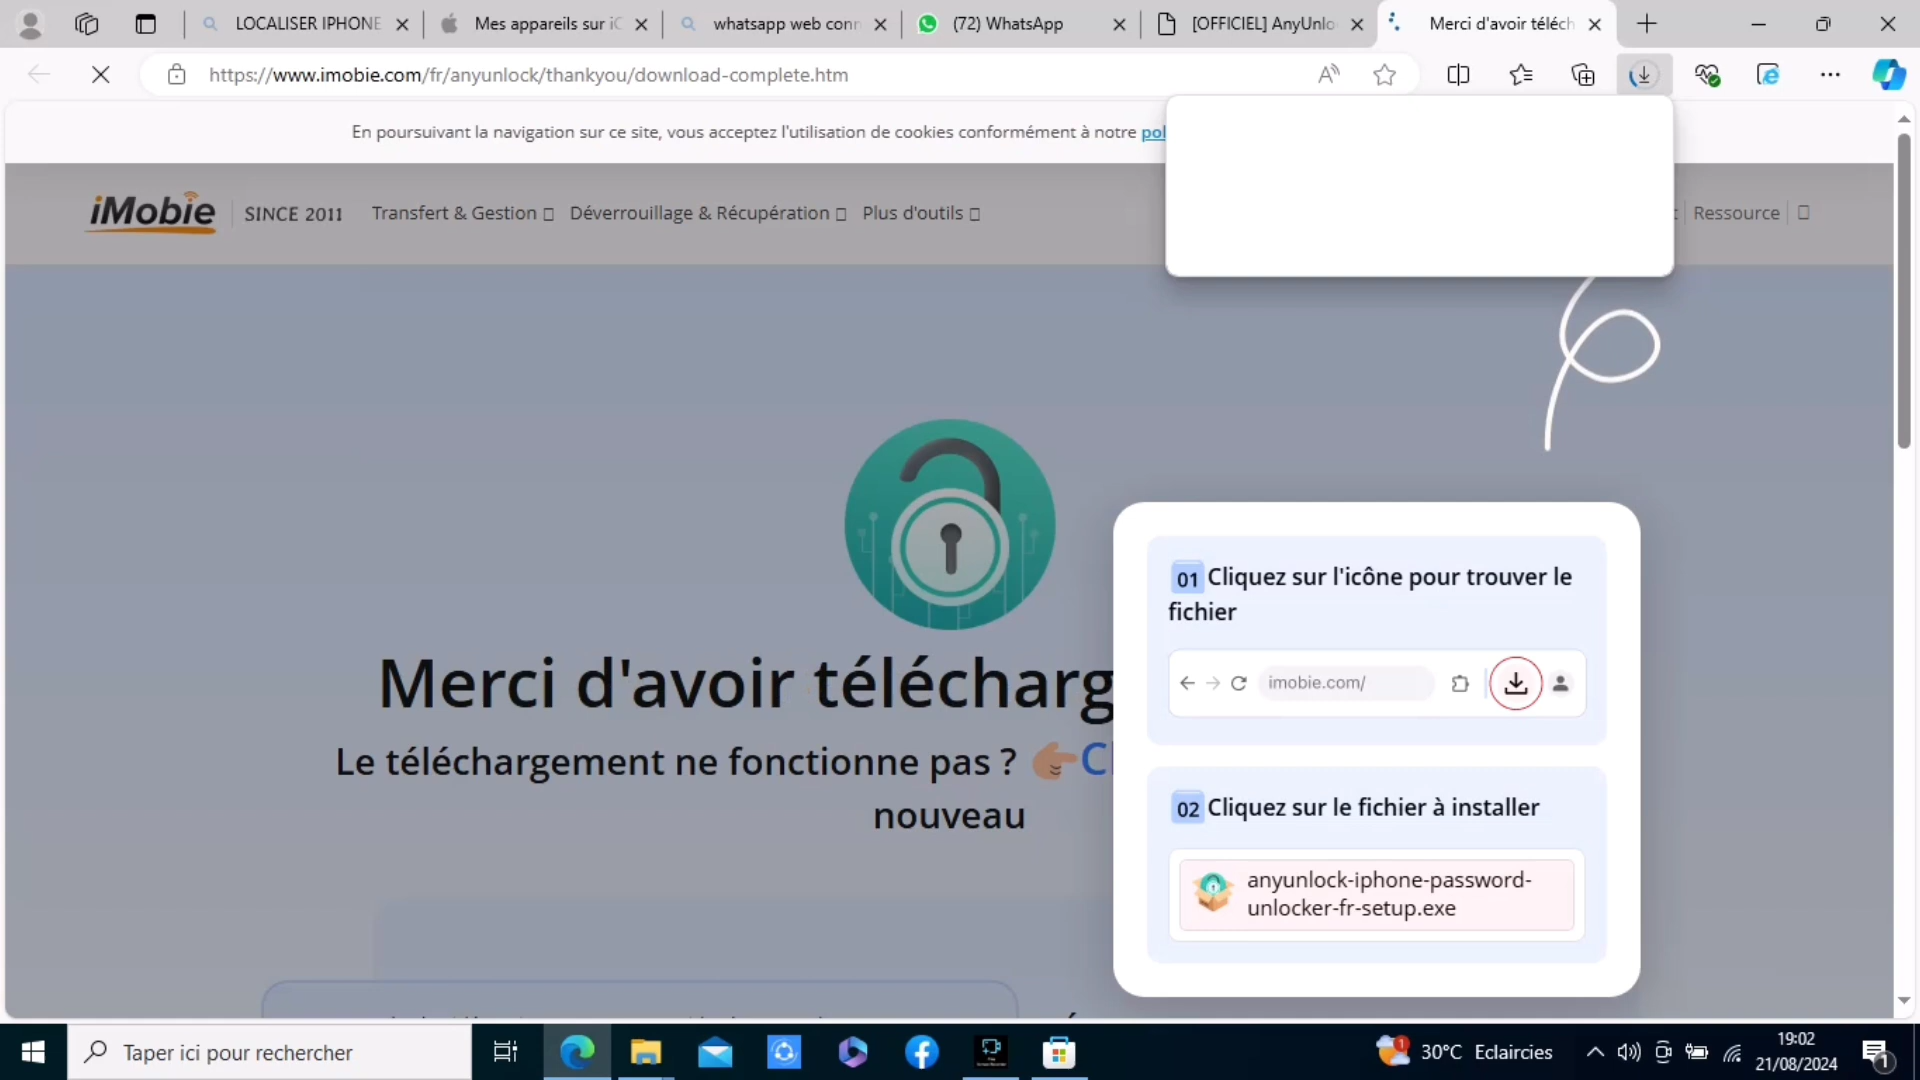 LOCALISER IPHONE
Mes appareils sur iC
whatsapp web conn
(72) WhatsApp
[OFFICIEL] AnyUnlo
Merci d'avoir téléch
https://www.imobie.com/fr/anyunlock/thankyou/download-complete.htm
En poursuivant la navigation sur ce site, vous acceptez l'utilisation de cookies conformément à notre pol
iMobie SINCE 2011 Transfert & Gestion Déverrouillage & Récupération Plus d'outils Ressource
Merci d'avoir télécharg
Le téléchargement ne fonctionne pas ?
nouveau
01 Cliquez sur l'icône pour trouver le
fichier
imobie.com/
02 Cliquez sur le fichier à installer
anyunlock-iphone-password-
unlocker-fr-setup.exe
Taper ici pour rechercher
1
30°C Eclaircies
19:02
21/08/2024
1